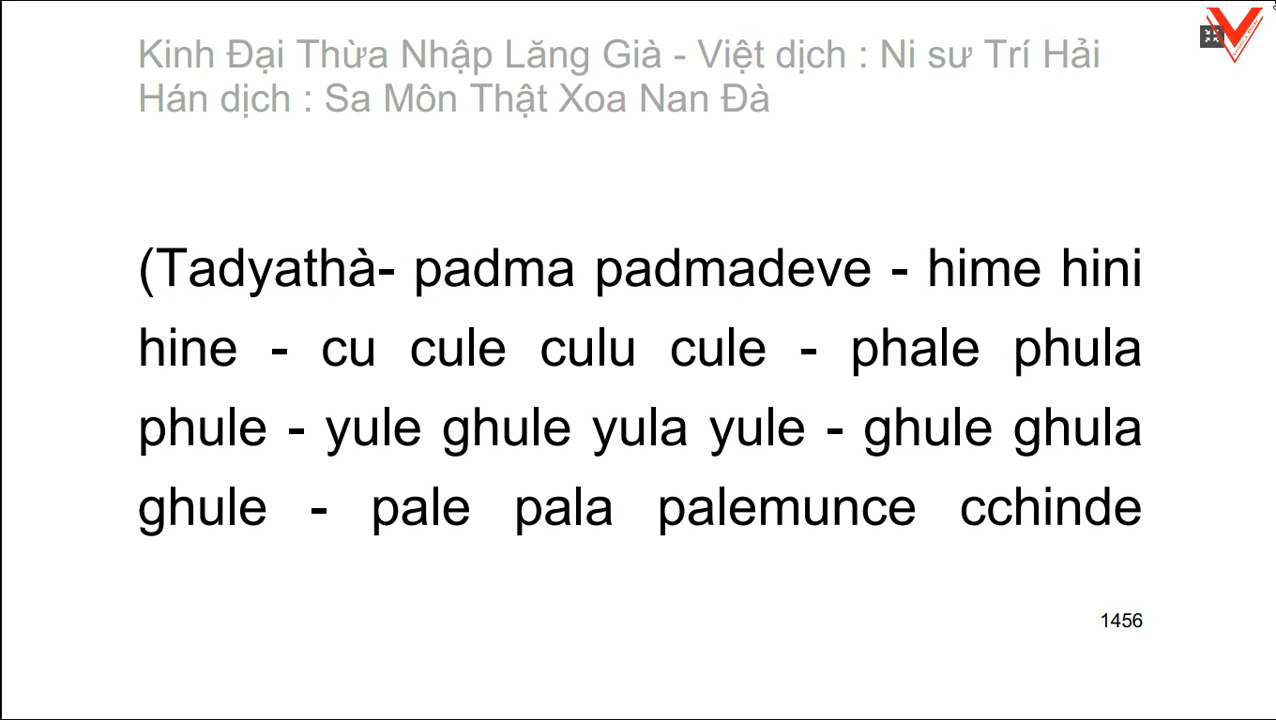 Kinh Đại Thừa Nhập Lăng Già - Việt dịch : Ni sư Trí Hải
Hán dịch : Sa Môn Thật Xoa Nan Đà
(Tadyathà- padma padmadeve - hime hini
hine - cu cule culu cule - phale phula
phule - yule ghule yula yule - ghule ghula
ghule - pale pala palemunce cchinde
1456